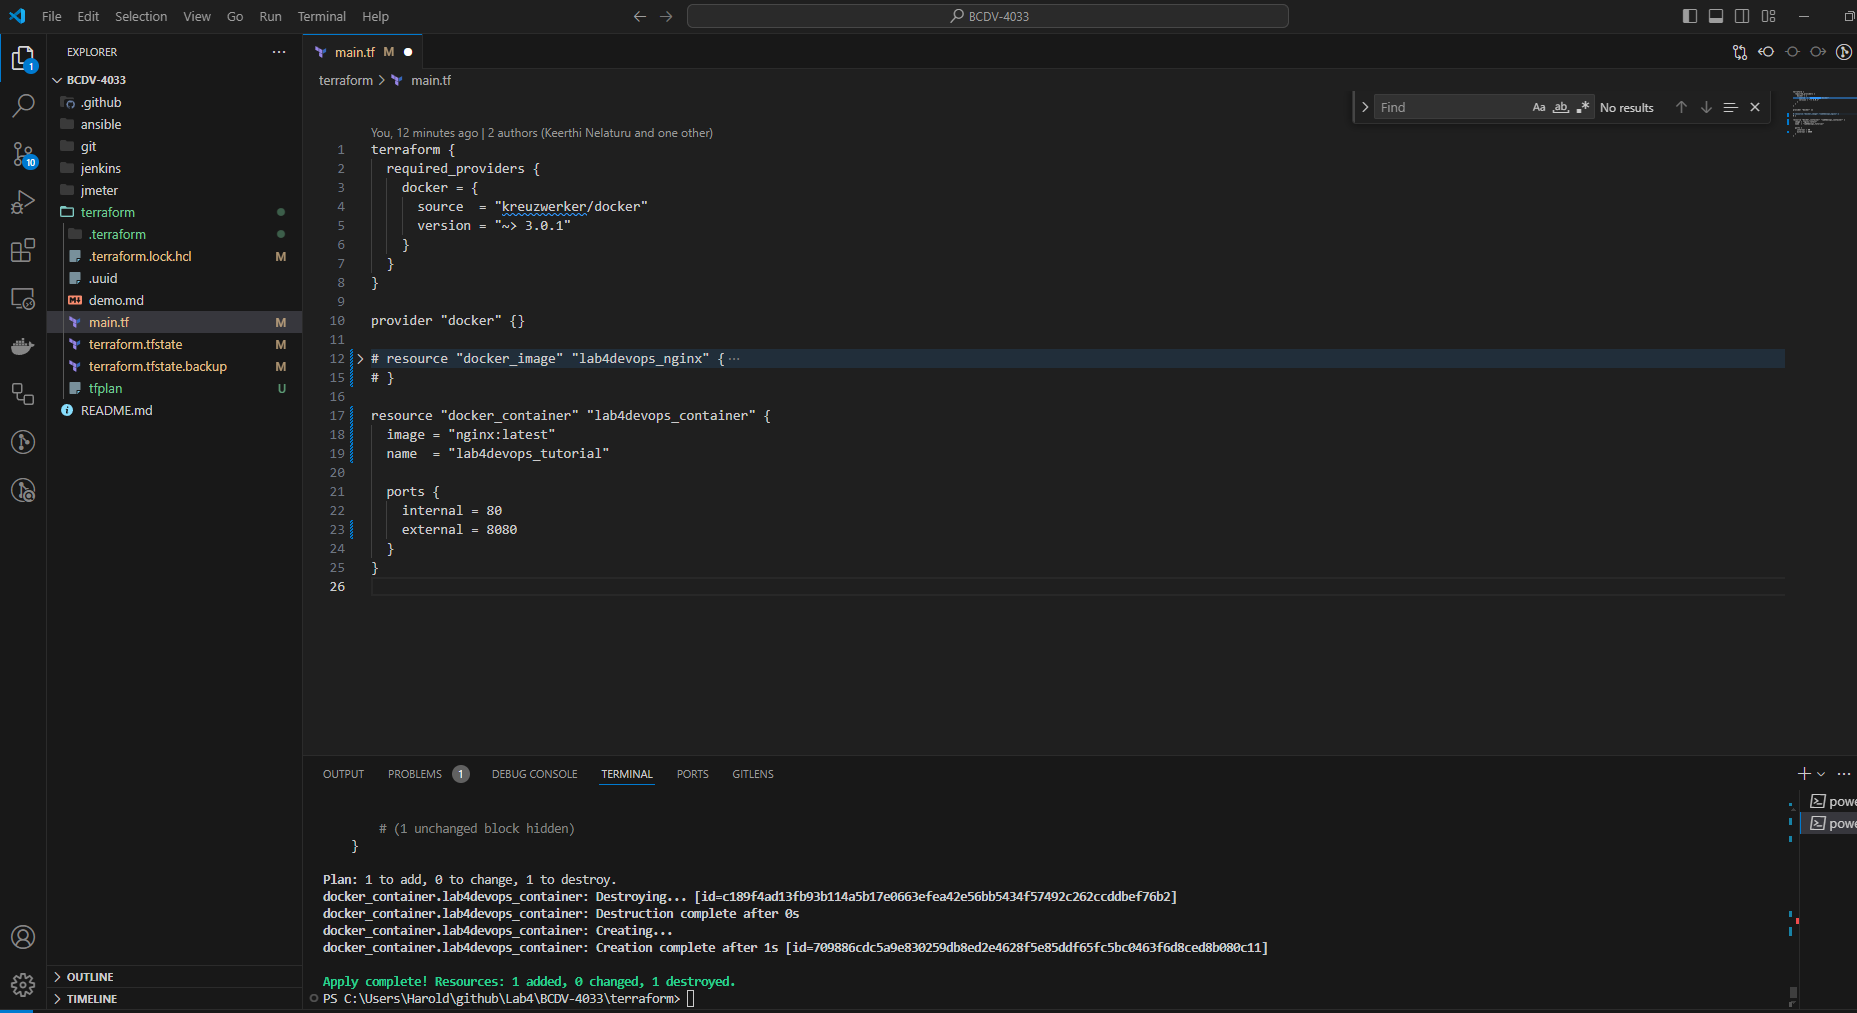 File Edit Selection View Go Run Terminal Help
BCDV-4033
EXPLORER
BCDV-4033
.github
ansible
git
jenkins
jmeter
terraform
.terraform
.terraform.lock.hcl M
.uuid
demo.md
main.tf M
terraform.tfstate M
terraform.tfstate.backup M
tfplan U
README.md
OUTLINE
TIMELINE
1
10
main.tf M
terraform > main.tf
Find Aa ab .* No results
You, 12 minutes ago | 2 authors (Keerthi Nelaturu and one other)
1 terraform {
2 required_providers {
3 docker = {
4 source = "kreuzwerker/docker"
5 version = "~> 3.0.1"
6 }
7 }
8 }
9
10 provider "docker" {}
11
12 # resource "docker_image" "lab4devops_nginx" { ···
15 # }
16
17 resource "docker_container" "lab4devops_container" {
18 image = "nginx:latest"
19 name = "lab4devops_tutorial"
20
21 ports {
22 internal = 80
23 external = 8080
24 }
25 }
26
OUTPUT PROBLEMS 1 DEBUG CONSOLE TERMINAL PORTS GITLENS
# (1 unchanged block hidden)
}
Plan: 1 to add, 0 to change, 1 to destroy.
docker_container.lab4devops_container: Destroying... [id=c189f4ad13fb93b114a5b17e0663efea42e56bb5434f57492c262ccddbef76b2]
docker_container.lab4devops_container: Destruction complete after 0s
docker_container.lab4devops_container: Creating...
docker_container.lab4devops_container: Creation complete after 1s [id=709886cdc5a9e830259db8ed2e4628f5e85ddf65fc5bc0463f6d8ced8b080c11]
Apply complete! Resources: 1 added, 0 changed, 1 destroyed.
PS C:\Users\Harold\github\Lab4\BCDV-4033\terraform>
powe
powe